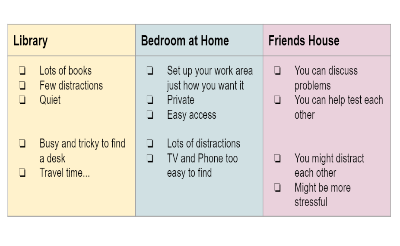 Library
❏ Lots of books
❏ Few distractions
❏ Quiet
❏ Busy and tricky to find
a desk
❏ Travel time...
Bedroom at Home
❏ Set up your work area
just how you want it
❏ Private
❏ Easy access
❏ Lots of distractions
❏ TV and Phone too
easy to find
Friends House
❏ You can discuss
problems
❏ You can help test each
other
❏ You might distract
each other
❏ Might be more
stressful